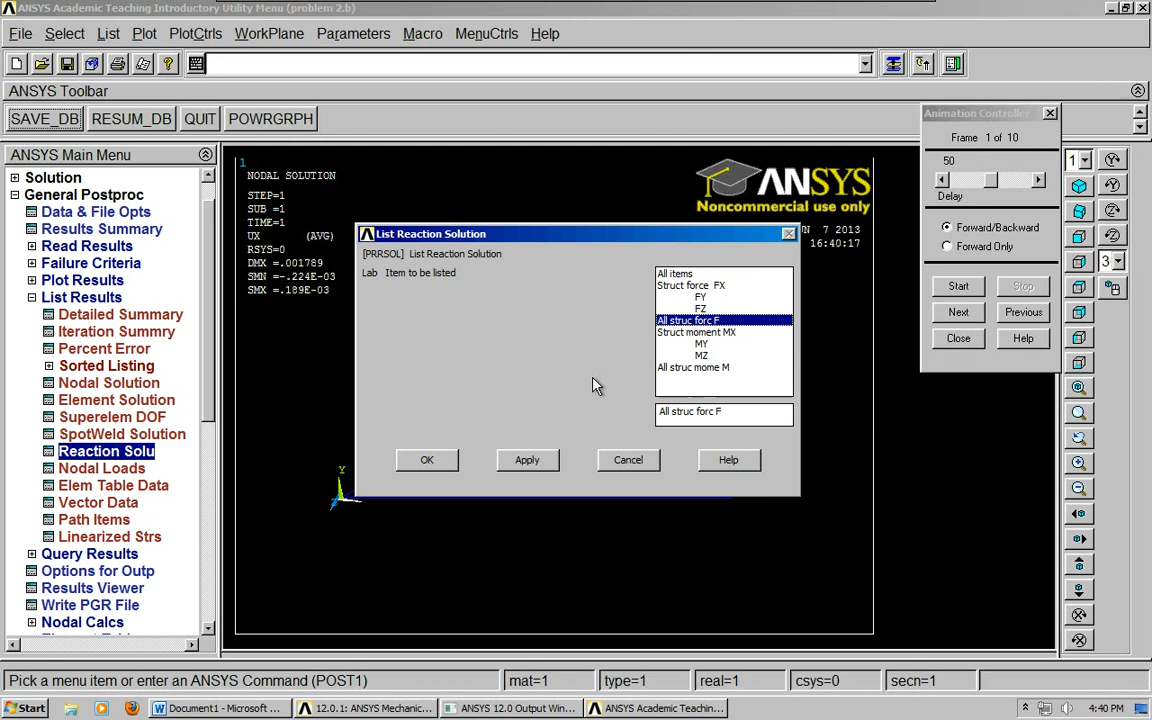 ANSYS Academic Teaching Introductory Utility Menu (problem 2.b)
File Select List Plot PlotCtrls WorkPlane Parameters Macro MenuCtrls Help
ANSYS Toolbar
SAVE_DB RESUM_DB QUIT POWRGRPH
ANSYS Main Menu
Solution
General Postproc
Data & File Opts
Results Summary
Read Results
Failure Criteria
Plot Results
List Results
Detailed Summary
Iteration Summry
Percent Error
Sorted Listing
Nodal Solution
Element Solution
Superelem DOF
SpotWeld Solution
Reaction Solu
Nodal Loads
Elem Table Data
Vector Data
Path Items
Linearized Strs
Query Results
Options for Outp
Results Viewer
Write PGR File
Nodal Calcs
1
NODAL SOLUTION
STEP=1
SUB =1
TIME=1
UX (AVG)
RSYS=0
DMX =.001789
SMN =-.224E-03
SMX =.189E-03
ANSYS
Noncommercial use only
7 2013
16:40:17
Y
List Reaction Solution
[PRRSOL] List Reaction Solution
Lab Item to be listed
All items
Struct force FX
FY
FZ
All struc forc F
Struct moment MX
MY
MZ
All struc mome M
All struc forc F
OK Apply Cancel Help
Animation Controller
Frame 1 of 10
50
Delay
Forward/Backward
Forward Only
Start Stop
Next Previous
Close Help
1
3
Pick a menu item or enter an ANSYS Command (POST1) mat=1 type=1 real=1 csys=0 secn=1
Start Document1 - Microsoft ... 12.0.1: ANSYS Mechanic... ANSYS 12.0 Output Win... ANSYS Academic Teachin... 4:40 PM